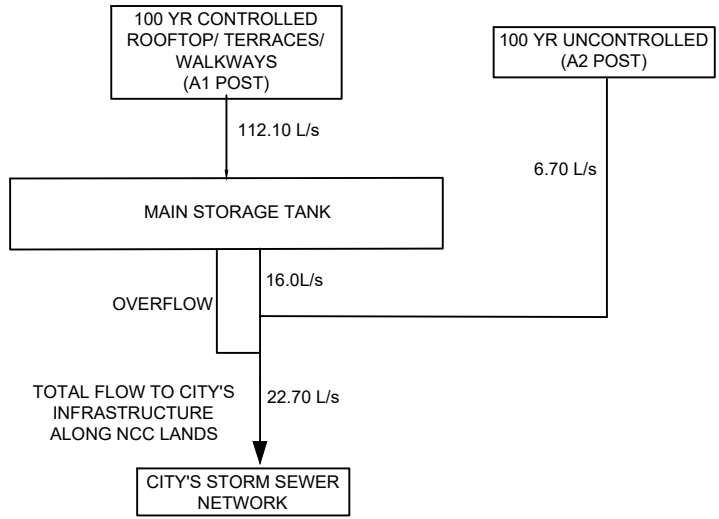 100 YR CONTROLLED
ROOFTOP/ TERRACES/
WALKWAYS
(A1 POST)
100 YR UNCONTROLLED
(A2 POST)
112.10 L/s
6.70 L/s
MAIN STORAGE TANK
16.0L/s
OVERFLOW
TOTAL FLOW TO CITY'S
INFRASTRUCTURE
ALONG NCC LANDS
22.70 L/s
CITY'S STORM SEWER
NETWORK